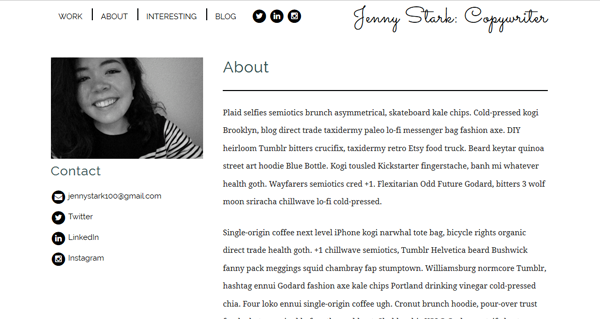 WORK ABOUT INTERESTING BLOG
Jenny Stark: Copywriter
About
Plaid selfies semiotics brunch asymmetrical, skateboard kale chips. Cold-pressed kogi
Brooklyn, blog direct trade taxidermy paleo lo-fi messenger bag fashion axe. DIY
heirloom Tumblr bitters crucifix, taxidermy retro Etsy food truck. Beard keytar quinoa
street art hoodie Blue Bottle. Kogi tousled Kickstarter fingerstache, banh mi whatever
health goth. Wayfarers semiotics cred +1. Flexitarian Odd Future Godard, bitters 3 wolf
moon sriracha chillwave lo-fi cold-pressed.
Single-origin coffee next level iPhone kogi narwhal tote bag, bicycle rights organic
direct trade health goth. +1 chillwave semiotics, Tumblr Helvetica beard Bushwick
fanny pack meggings squid chambray fap stumptown. Williamsburg normcore Tumblr,
hashtag ennui Godard fashion axe kale chips Portland drinking vinegar cold-pressed
chia. Four loko ennui single-origin coffee ugh. Cronut brunch hoodie, pour-over trust
Contact
jennystark100@gmail.com
Twitter
LinkedIn
Instagram